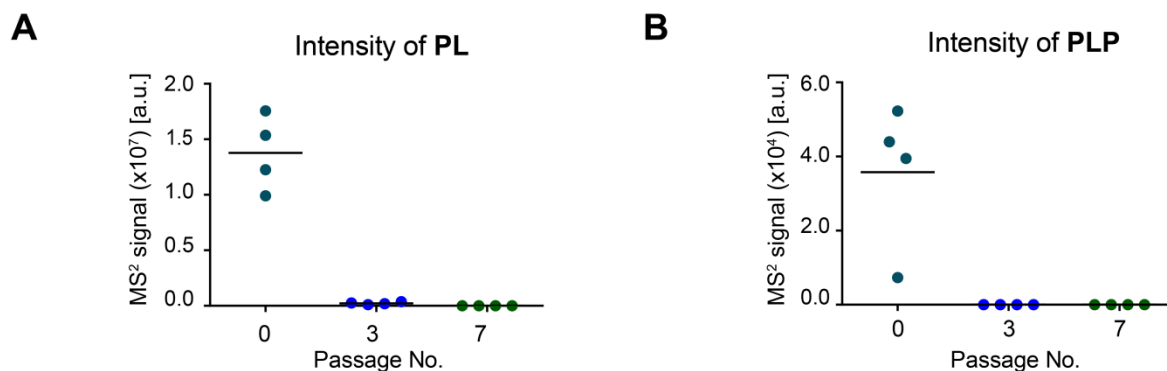 A
Intensity of PL
MS² signal (x10⁷) [a.u.]
2.0
1.5
1.0
0.5
0.0
0 3 7
Passage No.
B
Intensity of PLP
MS² signal (x10⁴) [a.u.]
6.0
4.0
2.0
0.0
0 3 7
Passage No.